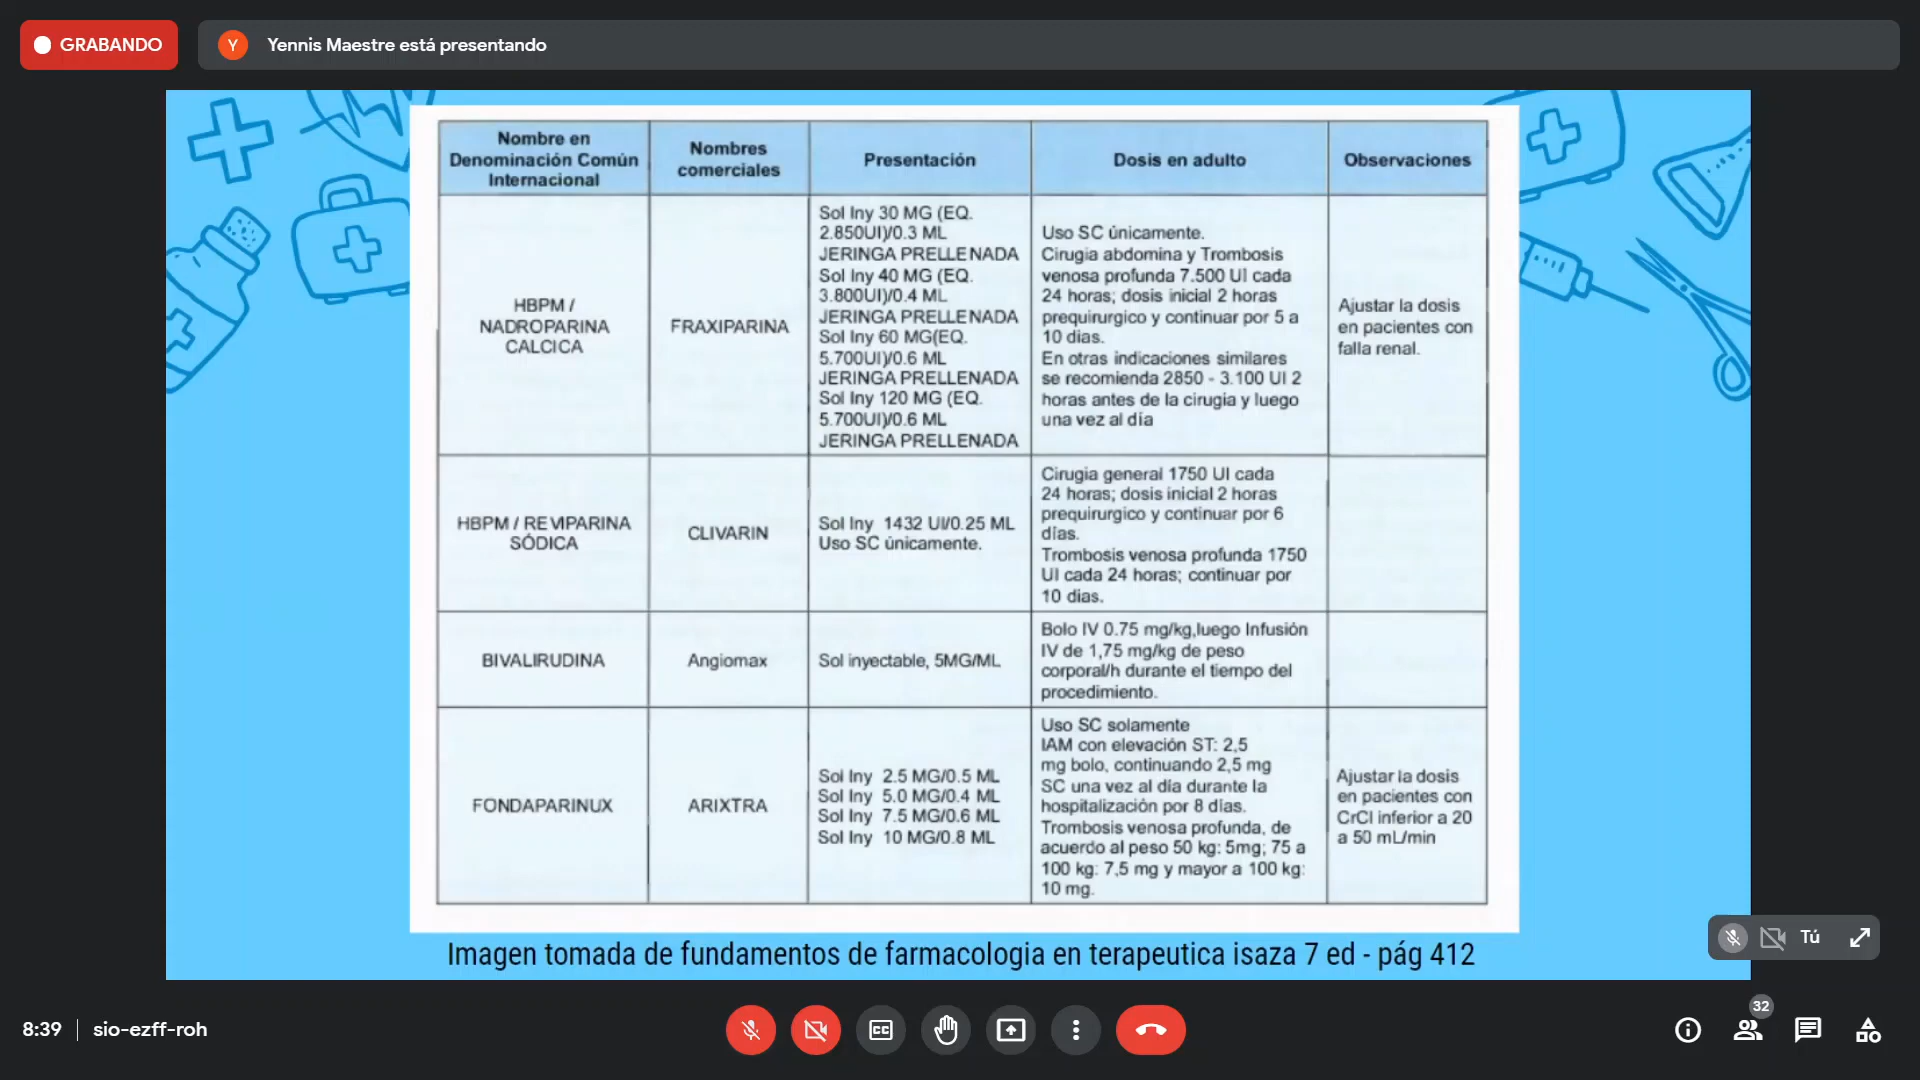 GRABANDO
Y
Yennis Maestre está presentando
Nombre en
Denominación Común
Internacional
Nombres
comerciales
Presentación
Dosis en adulto
Observaciones
HBPM /
NADROPARINA
CALCICA
FRAXIPARINA
Sol Iny 30 MG (EQ.
2.850UI)/0.3 ML
JERINGA PRELLENADA
Sol Iny 40 MG (EQ.
3.800UI)/0.4 ML
JERINGA PRELLENADA
Sol Iny 60 MG(EQ.
5.700UI)/0.6 ML
JERINGA PRELLENADA
Sol Iny 120 MG (EQ.
5.700UI)/0.6 ML
JERINGA PRELLENADA
Uso SC únicamente.
Cirugia abdomina y Trombosis
venosa profunda 7.500 UI cada
24 horas; dosis inicial 2 horas
prequirurgico y continuar por 5 a
10 dias.
En otras indicaciones similares
se recomienda 2850 - 3.100 UI 2
horas antes de la cirugia y luego
una vez al día
Ajustar la dosis
en pacientes con
falla renal.
HBPM / REVIPARINA
SÓDICA
CLIVARIN
Sol Iny 1432 UI/0.25 ML
Uso SC únicamente.
Cirugia general 1750 UI cada
24 horas; dosis inicial 2 horas
prequirurgico y continuar por 6
días.
Trombosis venosa profunda 1750
UI cada 24 horas; continuar por
10 dias.
BIVALIRUDINA
Angiomax
Sol inyectable, 5MG/ML
Bolo IV 0.75 mg/kg,luego Infusión
IV de 1,75 mg/kg de peso
corporal/h durante el tiempo del
procedimiento.
FONDAPARINUX
ARIXTRA
Sol Iny 2.5 MG/0.5 ML
Sol Iny 5.0 MG/0.4 ML
Sol Iny 7.5 MG/0.6 ML
Sol Iny 10 MG/0.8 ML
Uso SC solamente
IAM con elevación ST: 2,5
mg bolo, continuando 2,5 mg
SC una vez al día durante la
hospitalización por 8 días.
Trombosis venosa profunda, de
acuerdo al peso 50 kg: 5mg; 75 a
100 kg: 7,5 mg y mayor a 100 kg:
10 mg.
Ajustar la dosis
en pacientes con
CrCl inferior a 20
a 50 mL/min
Imagen tomada de fundamentos de farmacologia en terapeutica isaza 7 ed - pág 412
Tú
8:39
sio-ezff-roh
CC
32